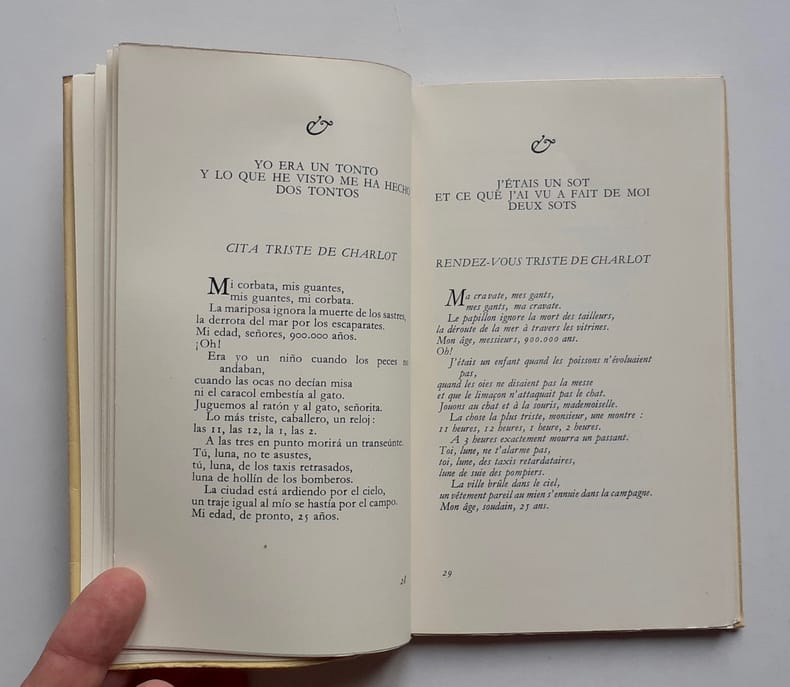 &
YO ERA UN TONTO
Y LO QUE HE VISTO ME HA HECHO
DOS TONTOS
CITA TRISTE DE CHARLOT
Mi corbata, mis guantes,
mis guantes, mi corbata.
La mariposa ignora la muerte de los sastres,
la derrota del mar por los escaparates.
Mi edad, señores, 900.000 años.
¡Oh!
Era yo un niño cuando los peces no
andaban,
cuando las ocas no decían misa
ni el caracol embestía al gato.
Juguemos al ratón y al gato, señorita.
Lo más triste, caballero, un reloj:
las 11, las 12, la 1, las 2.
A las tres en punto morirá un transeúnte.
Tú, luna, no te asustes,
tú, luna, de los taxis retrasados,
luna de hollín de los bomberos.
La ciudad está ardiendo por el cielo,
un traje igual al mío se hastía por el campo.
Mi edad, de pronto, 25 años.
&
J'ÉTAIS UN SOT
ET CE QUE J'AI VU A FAIT DE MOI
DEUX SOTS
RENDEZ-VOUS TRISTE DE CHARLOT
Ma cravate, mes gants,
mes gants, ma cravate.
Le papillon ignore la mort des tailleurs,
la déroute de la mer à travers les vitrines.
Mon âge, messieurs, 900.000 ans.
Oh!
J'étais un enfant quand les poissons n'évoluaient
pas,
quand les oies ne disaient pas la messe
et que le limaçon n'attaquait pas le chat.
Jouons au chat et à la souris, mademoiselle.
La chose la plus triste, monsieur, une montre :
11 heures, 12 heures, 1 heure, 2 heures.
A 3 heures exactement mourra un passant.
Toi, lune, ne t'alarme pas,
toi, lune, des taxis retardataires,
lune de suie des pompiers.
La ville brûle dans le ciel,
un vêtement pareil au mien s'ennuie dans la campagne.
Mon âge, soudain, 25 ans.
29